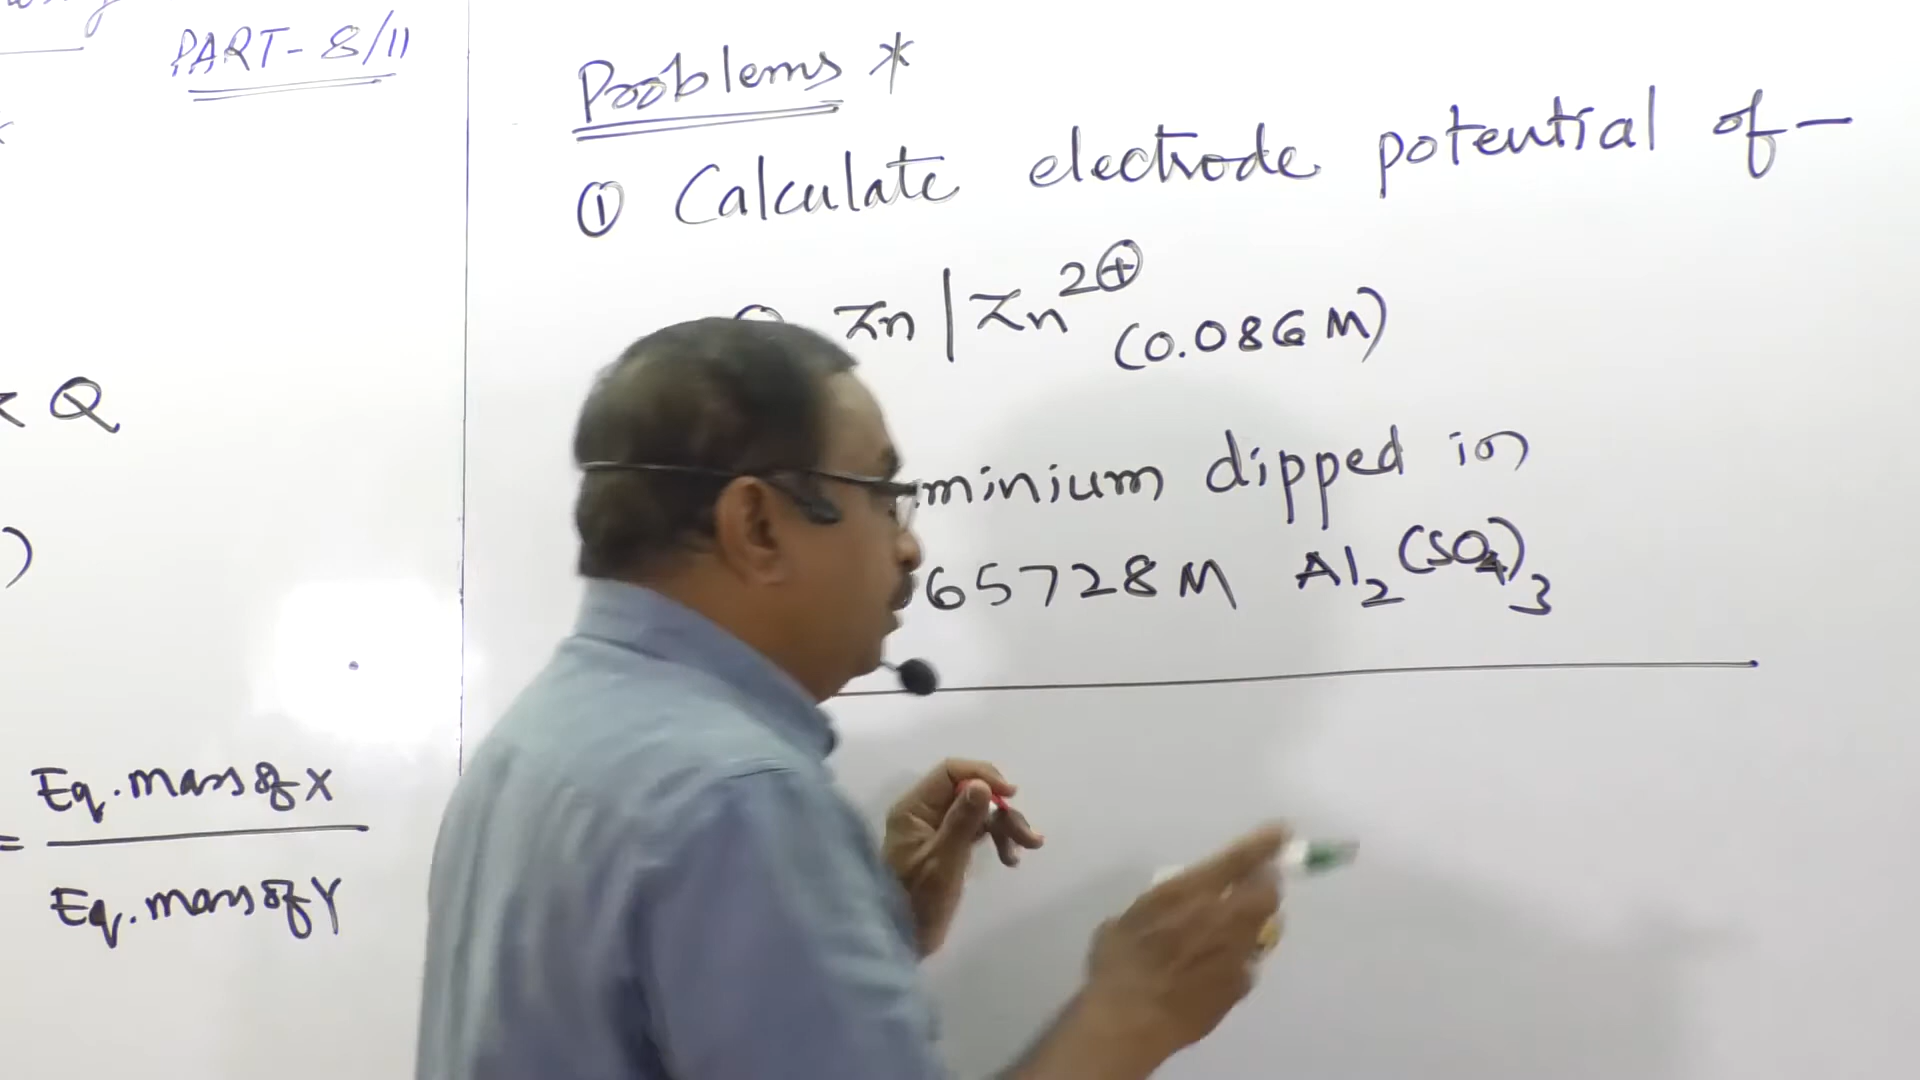 PART-8/11
Q
)
= Eq. mass of X
Eq. mass of Y
Problems *
① Calculate electrode potential of -
Zn | Zn2⊕ (0.086 M)
minium dipped in
65728 M Al2(SO4)3